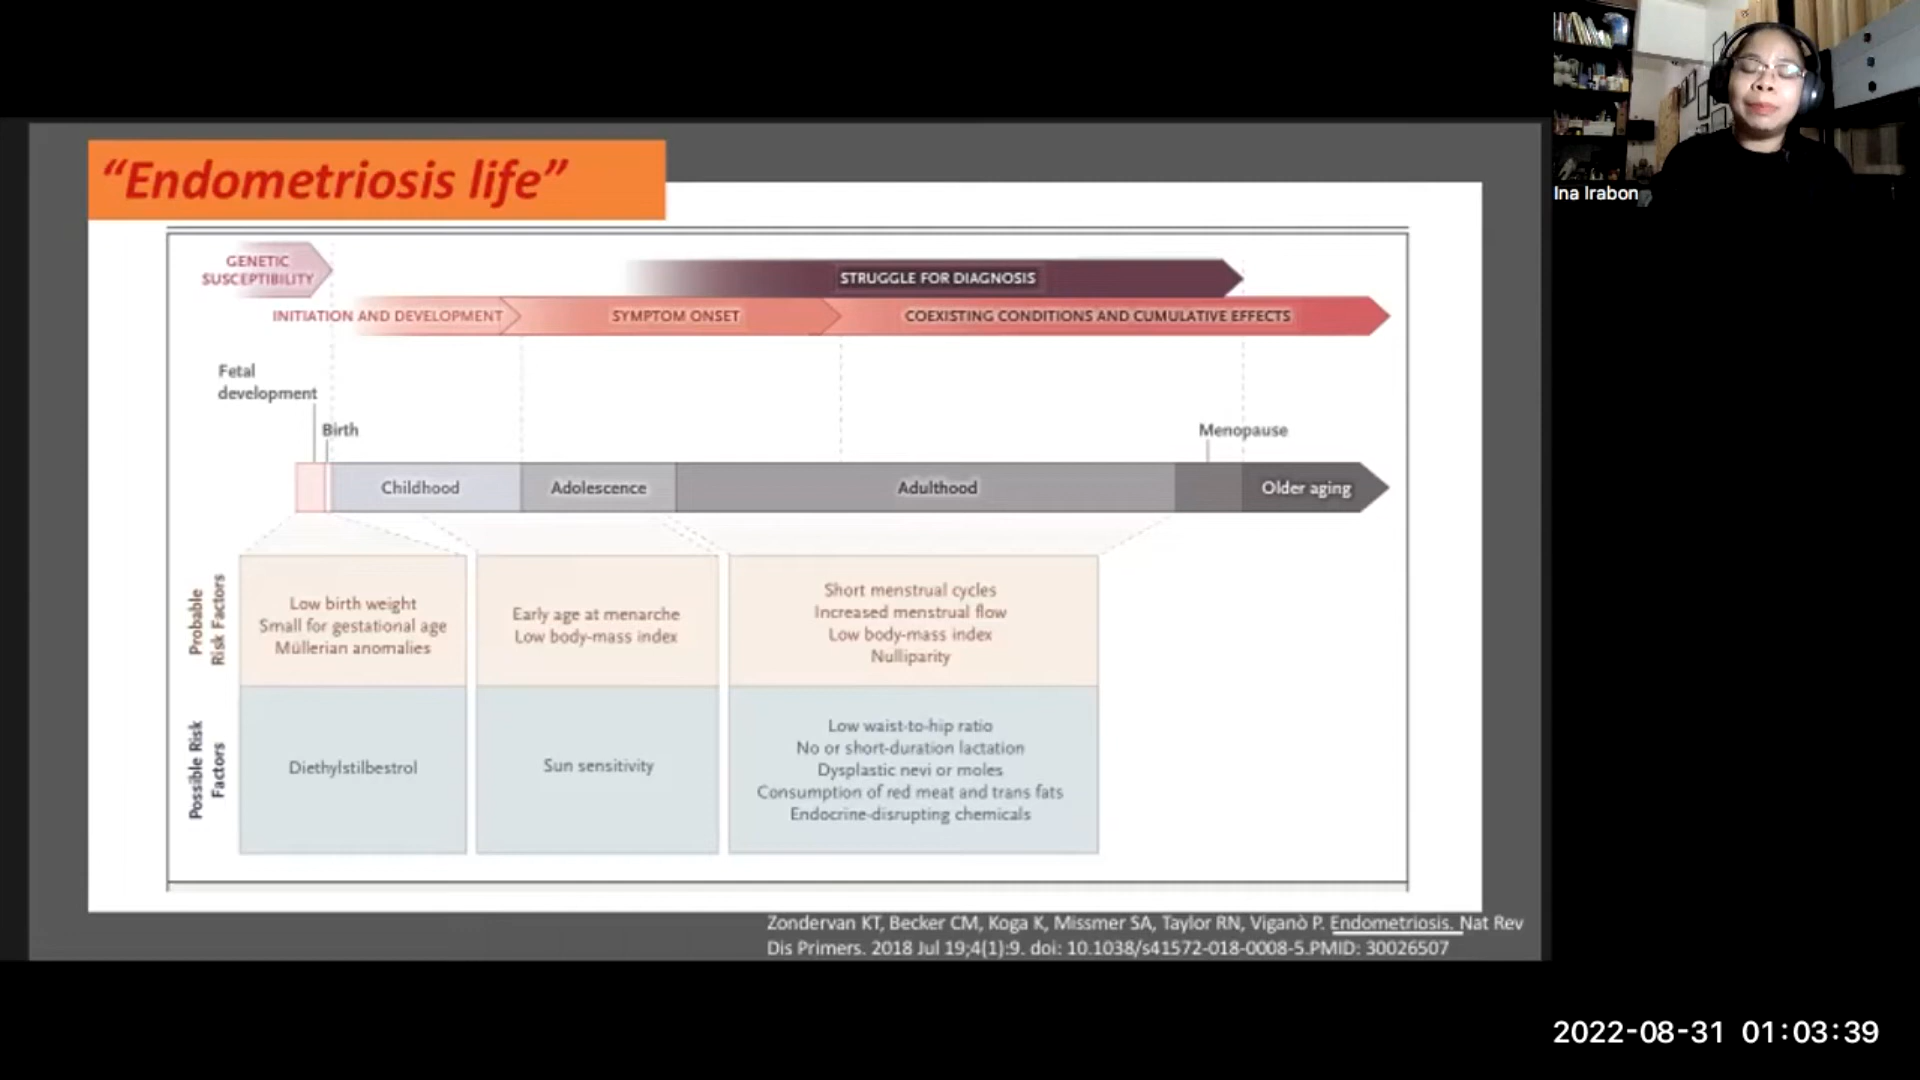 “Endometriosis life”
GENETIC
SUSCEPTIBILITY
STRUGGLE FOR DIAGNOSIS
INITIATION AND DEVELOPMENT
SYMPTOM ONSET
COEXISTING CONDITIONS AND CUMULATIVE EFFECTS
Fetal
development
Birth
Menopause
Childhood
Adolescence
Adulthood
Older aging
Probable
Risk Factors
Low birth weight
Small for gestational age
Müllerian anomalies
Early age at menarche
Low body-mass index
Short menstrual cycles
Increased menstrual flow
Low body-mass index
Nulliparity
Possible Risk
Factors
Diethylstilbestrol
Sun sensitivity
Low waist-to-hip ratio
No or short-duration lactation
Dysplastic nevi or moles
Consumption of red meat and trans fats
Endocrine-disrupting chemicals
Zondervan KT, Becker CM, Koga K, Missmer SA, Taylor RN, Viganò P. Endometriosis. Nat Rev
Dis Primers. 2018 Jul 19;4(1):9. doi: 10.1038/s41572-018-0008-5.PMID: 30026507
Ina Irabon
2022-08-31 01:03:39